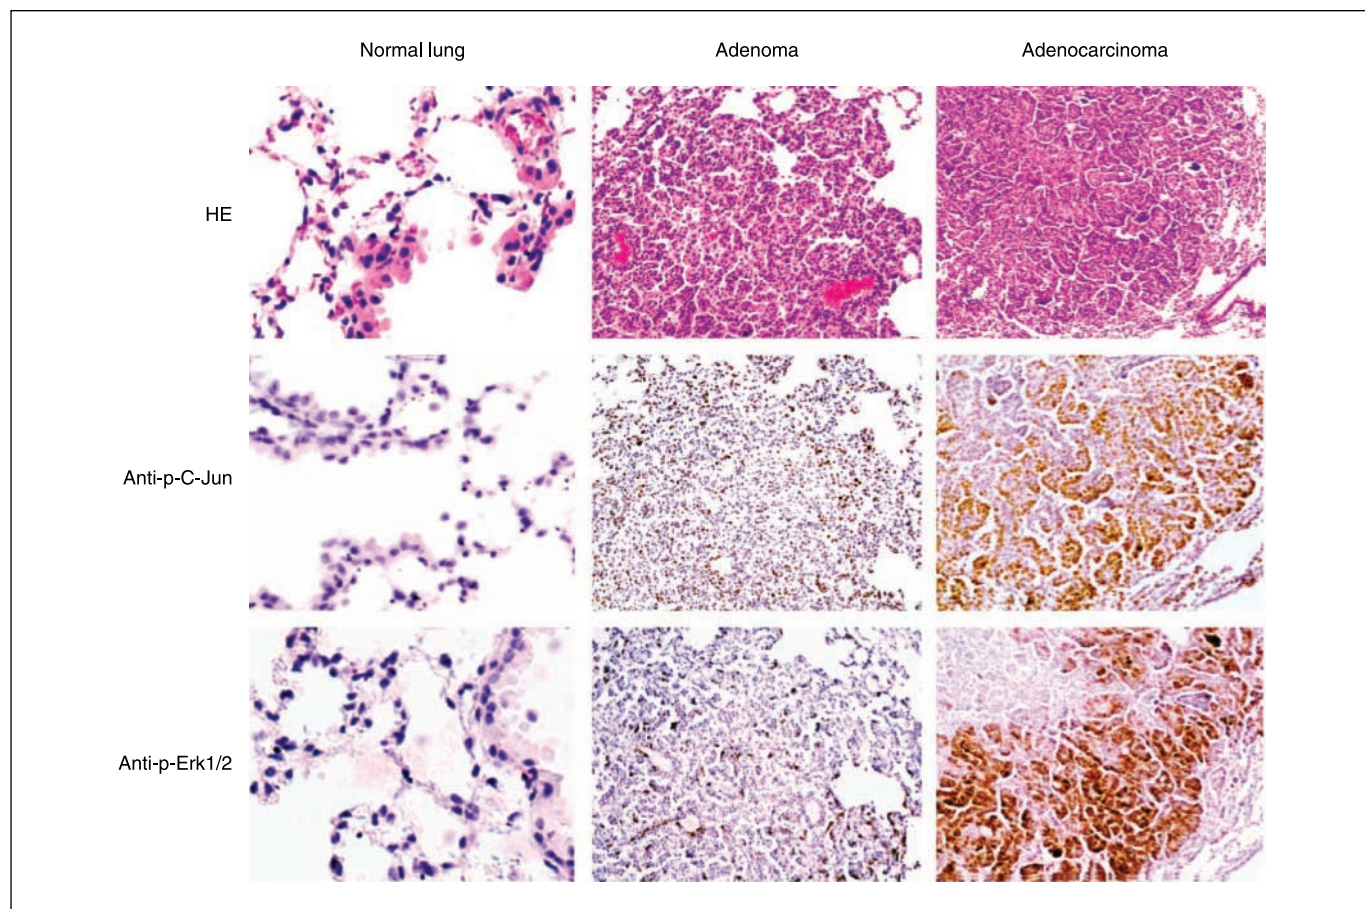 Normal lung
Adenoma
Adenocarcinoma
HE
Anti-p-C-Jun
Anti-p-Erk1/2